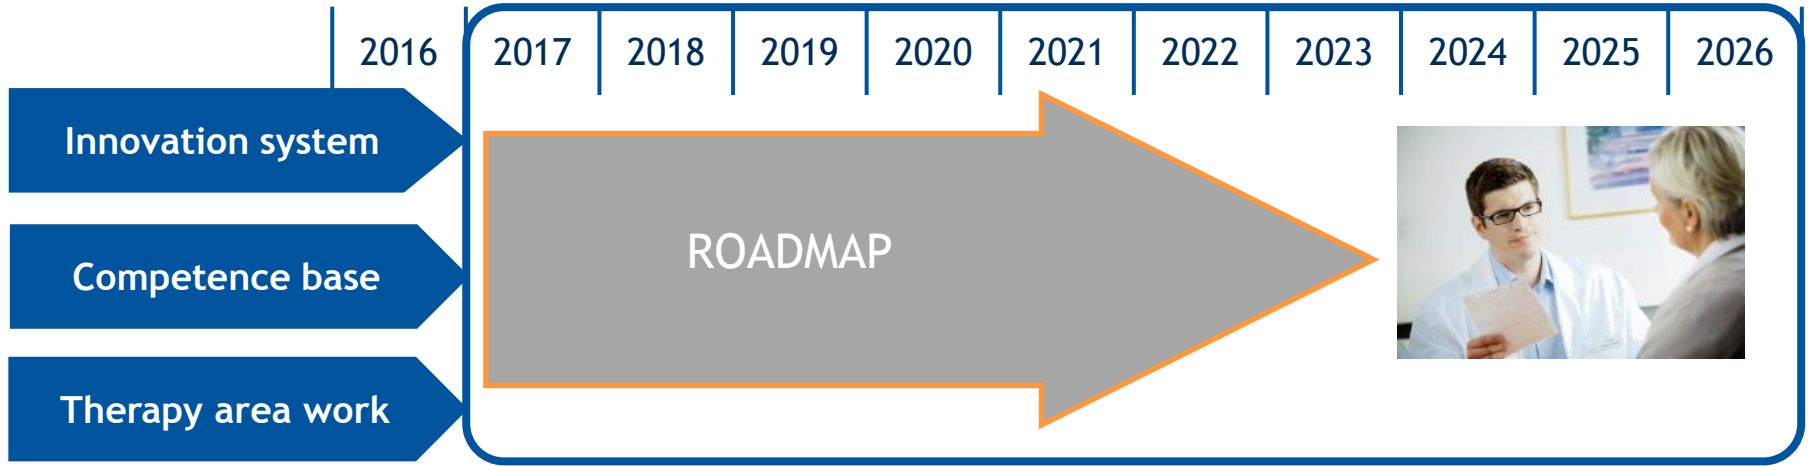 2016 2017 2018 2019 2020 2021 2022 2023 2024 2025 2026
Innovation system
ROADMAP
Competence base
Therapy area work